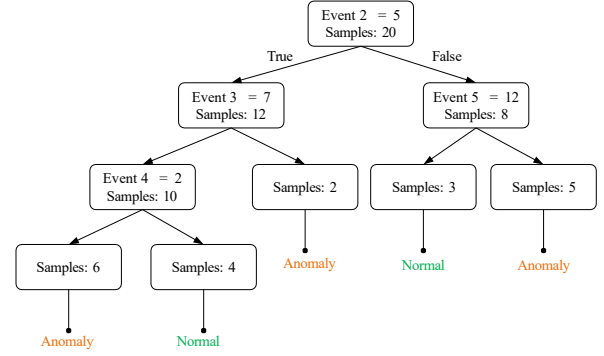 Event 2 = 5
Samples: 20
True
False
Event 3 = 7
Samples: 12
Event 5 = 12
Samples: 8
Event 4 = 2
Samples: 10
Samples: 2
Samples: 3
Samples: 5
Samples: 6
Samples: 4
Anomaly
Normal
Anomaly
Anomaly
Normal